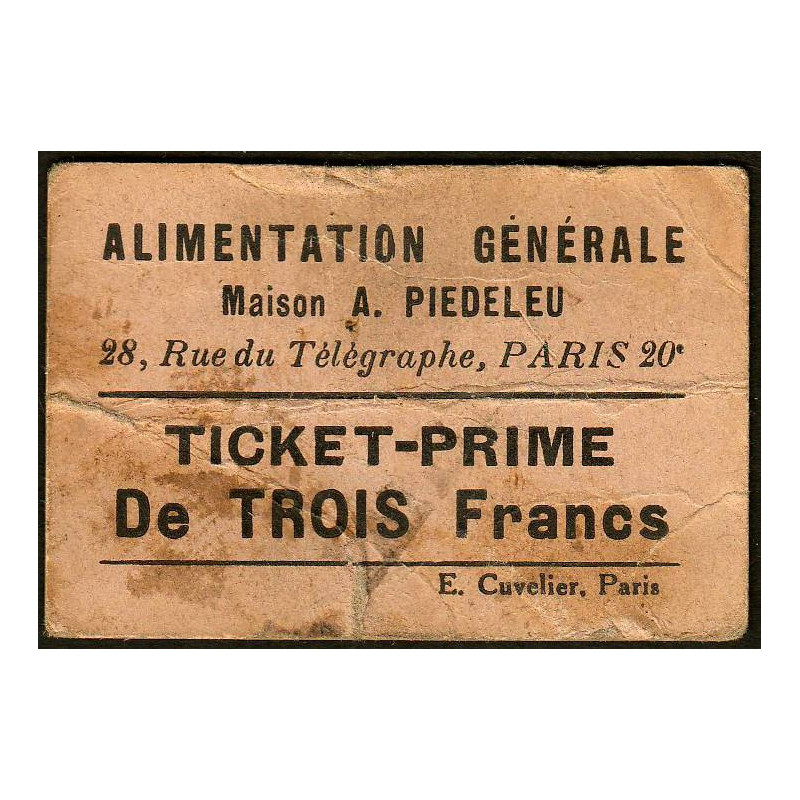 ALIMENTATION GÉNÉRALE
Maison A. PIEDELEU
28, Rue du Télégraphe, PARIS 20e
TICKET-PRIME
De TROIS Francs
E. Cuvelier, Paris